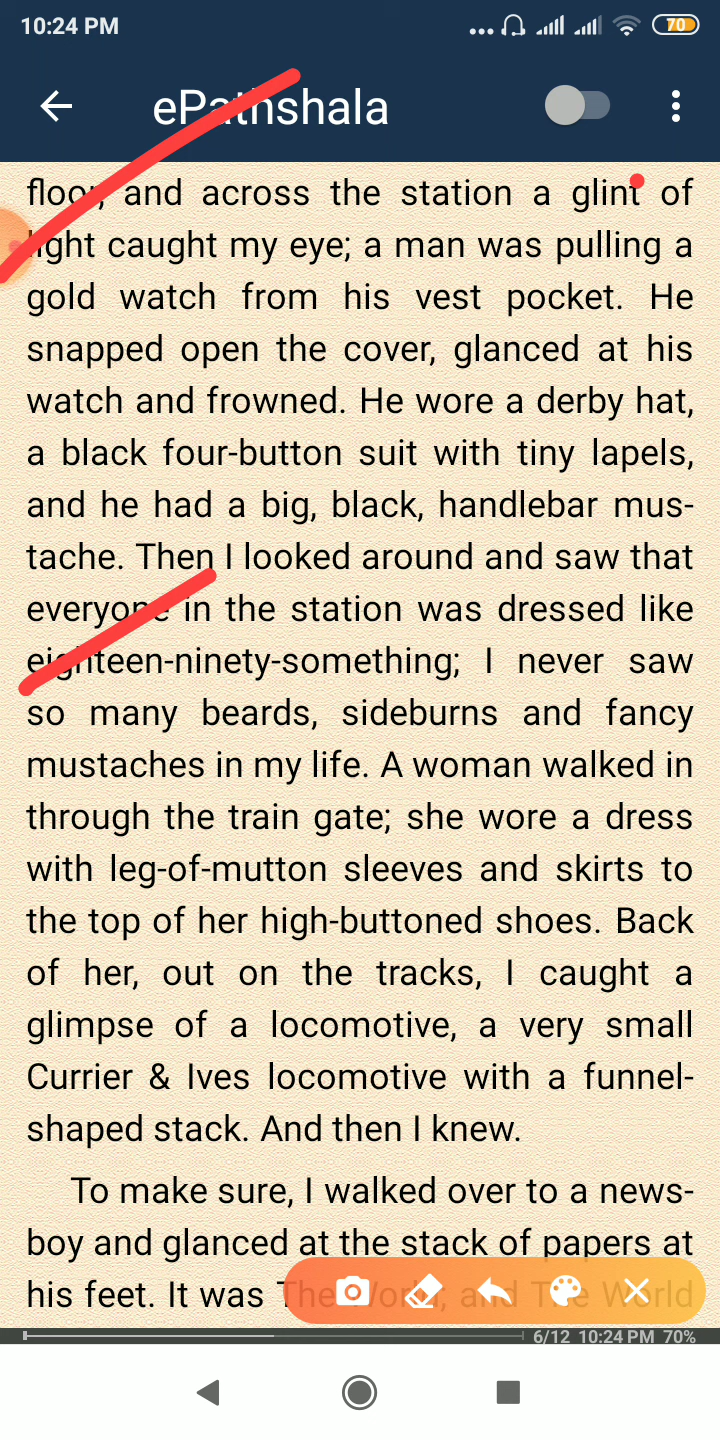 10:24 PM
70
ePathshala
floor, and across the station a glint of
light caught my eye; a man was pulling a
gold watch from his vest pocket. He
snapped open the cover, glanced at his
watch and frowned. He wore a derby hat,
a black four-button suit with tiny lapels,
and he had a big, black, handlebar mus-
tache. Then I looked around and saw that
everyone in the station was dressed like
eighteen-ninety-something; I never saw
so many beards, sideburns and fancy
mustaches in my life. A woman walked in
through the train gate; she wore a dress
with leg-of-mutton sleeves and skirts to
the top of her high-buttoned shoes. Back
of her, out on the tracks, I caught a
glimpse of a locomotive, a very small
Currier & Ives locomotive with a funnel-
shaped stack. And then I knew.
To make sure, I walked over to a news-
boy and glanced at the stack of papers at
his feet. It was The World; and The World
6/12 10:24 PM 70%